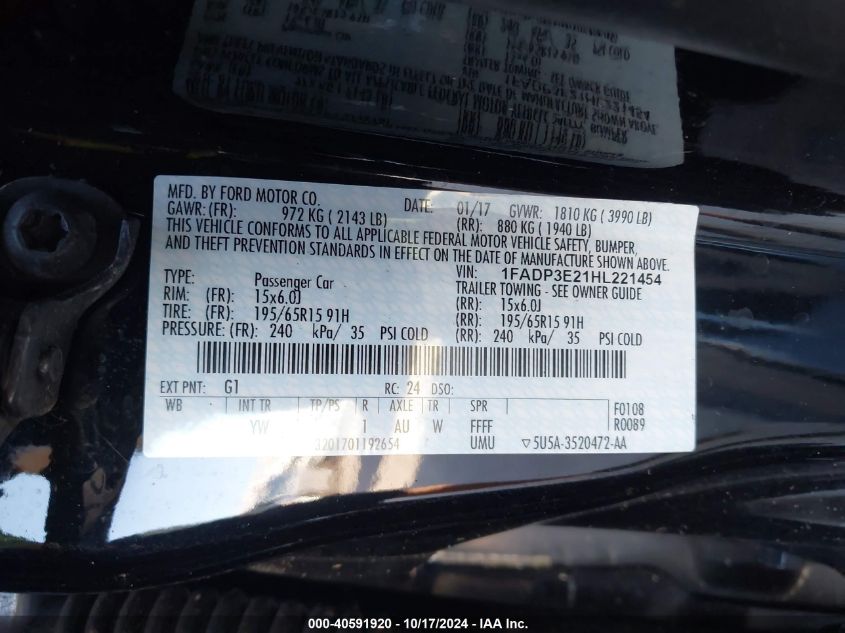 MFD. BY FORD MOTOR CO. DATE: 01/17 GVWR: 1810 KG ( 3990 LB)
GAWR:(FR): 972 KG ( 2143 LB) (RR): 880 KG ( 1940 LB)
THIS VEHICLE CONFORMS TO ALL APPLICABLE FEDERAL MOTOR VEHICLE SAFETY, BUMPER,
AND THEFT PREVENTION STANDARDS IN EFFECT ON THE DATE OF MANUFACTURE SHOWN ABOVE.
VIN: 1FADP3E21HL221454
TYPE: Passenger Car TRAILER TOWING - SEE OWNER GUIDE
RIM: (FR): 15x6.0J (RR): 15x6.0J
TIRE: (FR): 195/65R15 91H (RR): 195/65R15 91H
PRESSURE: (FR): 240 kPa/ 35 PSI COLD (RR): 240 kPa/ 35 PSI COLD
EXT PNT: G1 RC: 24 DSO:
WB INT TR TP/PS R AXLE TR SPR F0108
YW 1 AU W FFFF R0089
3201701192654 UMU ▽5U5A-3520472-AA
000-40591920 - 10/17/2024 - IAA Inc.